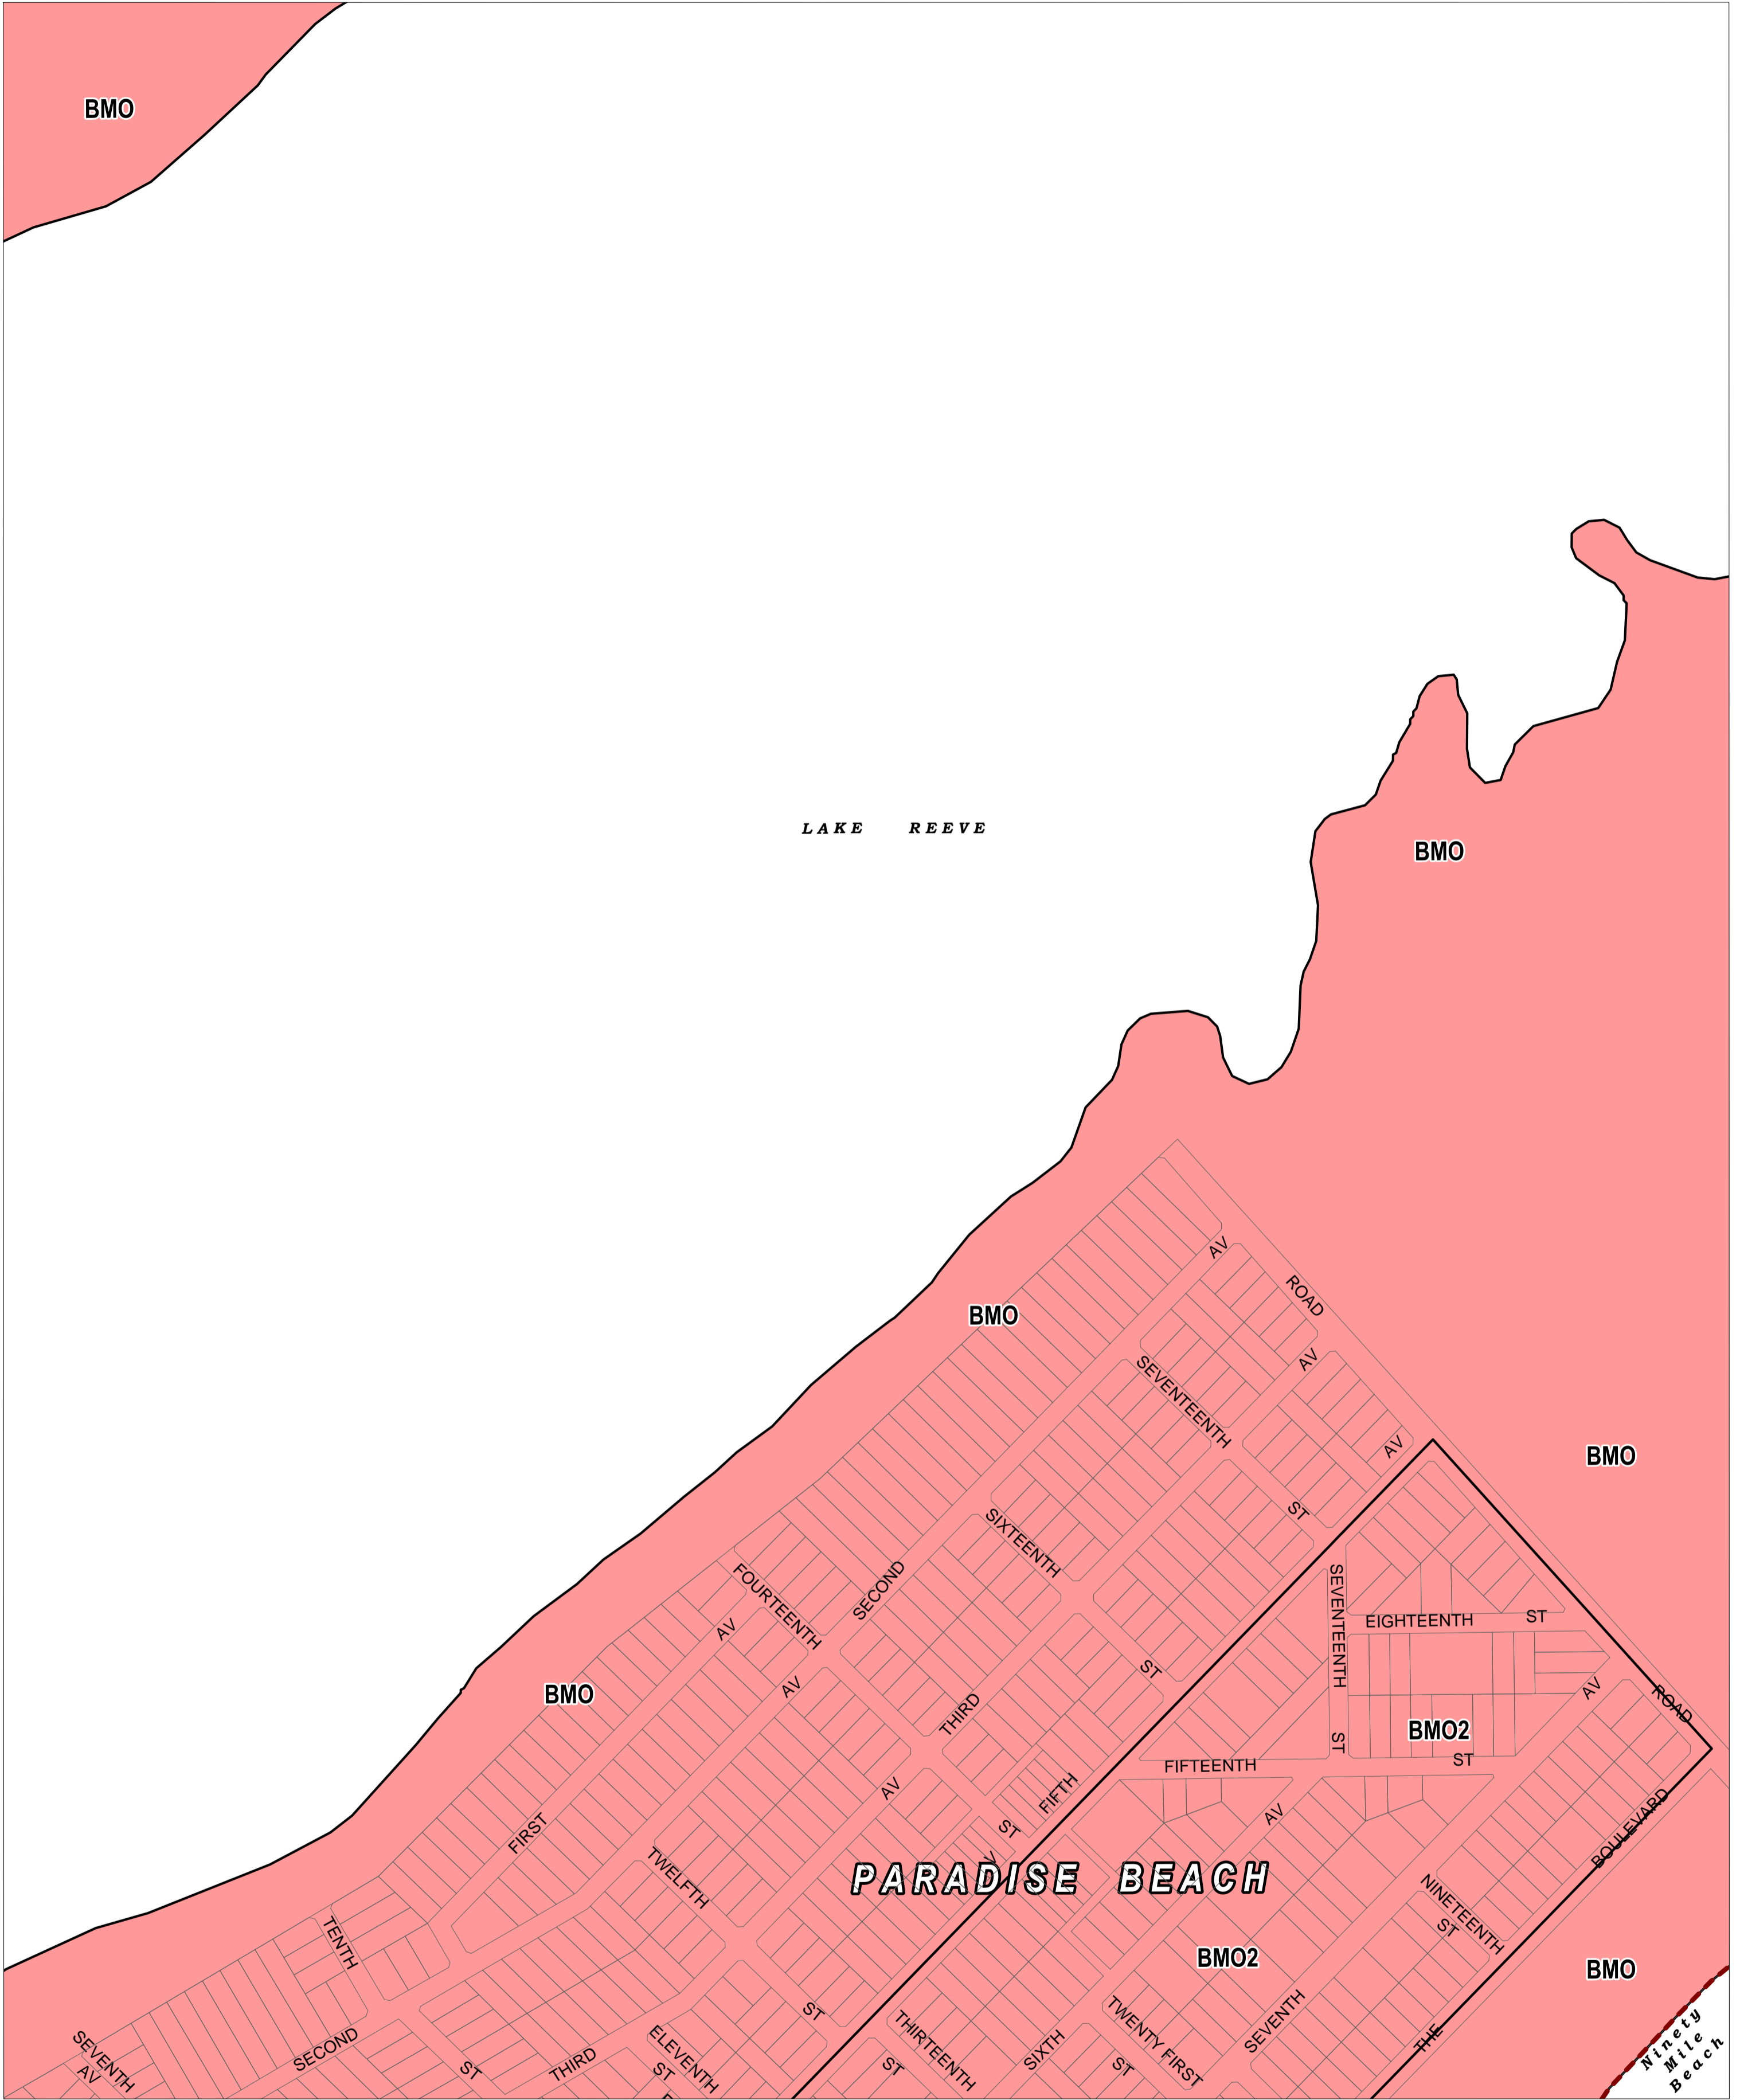 BMO
LAKE REEVE
BMO
AV
ROAD
BMO
AV
SEVENTEENTH
AV
BMO
ST
SIXTEENTH
FOURTEENTH
SECOND
SEVENTEENTH
ST
EIGHTEENTH
ST
AV
ST
AV
AV
BMO
THIRD
ROAD
BMO2
ST
FIFTEENTH
ST
AV
FIFTH
AV
FIRST
ST
BOULEVARD
TWELFTH
PARADISE BEACH
NINETEENTH
ST
TENTH
BMO2
BMO
ST
THIRTEENTH
TWENTY FIRST
SEVENTH
THE
Ninety
Mile
Beach
SEVENTH
AV
SECOND
ST
THIRD
ELEVENTH
ST
ST
SIXTH
ST